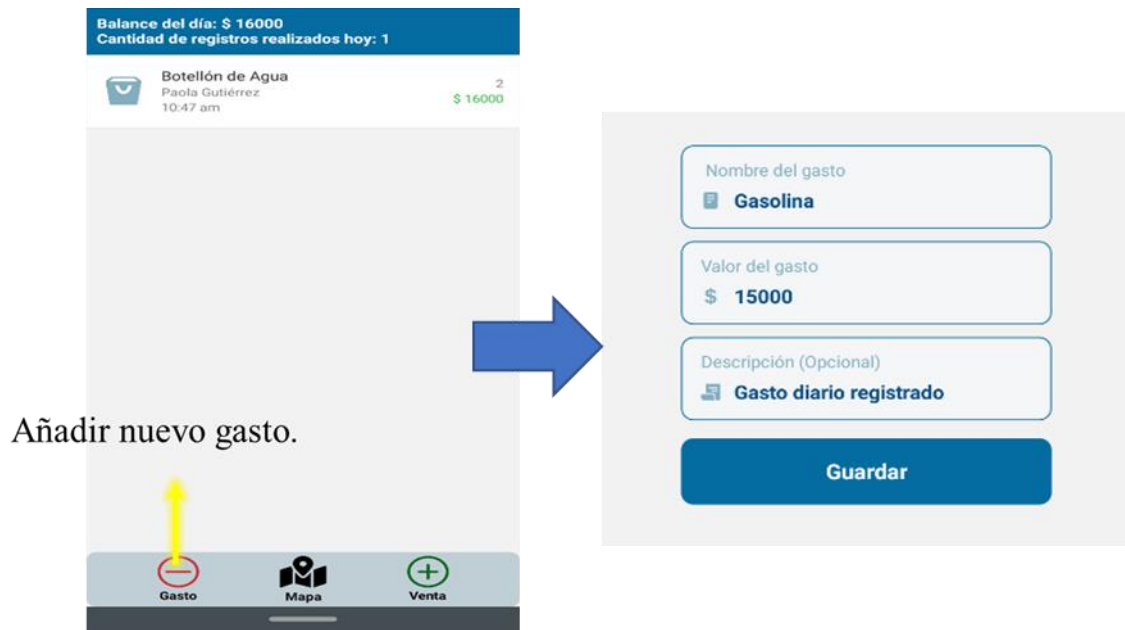 Balance del día: $ 16000
Cantidad de registros realizados hoy: 1
Botellón de Agua
Paola Gutiérrez
10:47 am
2
$ 16000
Añadir nuevo gasto.
Gasto
Mapa
Venta
Nombre del gasto
Gasolina
Valor del gasto
$ 15000
Descripción (Opcional)
Gasto diario registrado
Guardar